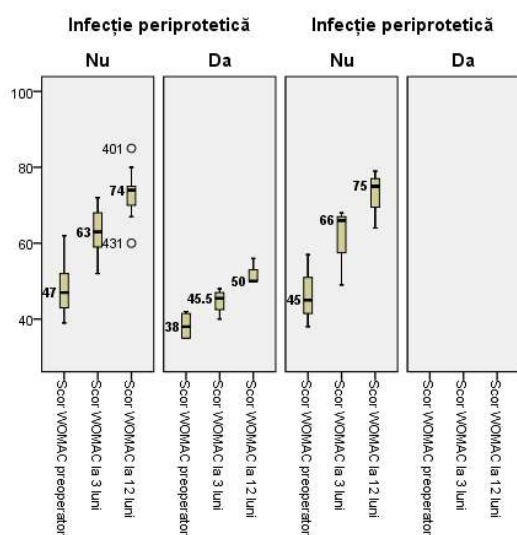 Infecție periprotetică
Infecție periprotetică
Nu
Da
Nu
Da
100
80
60
40
401
74
431
63
47
38
45.5
50
45
66
75
Scor WOMAC preoperator
Scor WOMAC la 3 luni
Scor WOMAC la 12 luni
Scor WOMAC preoperator
Scor WOMAC la 3 luni
Scor WOMAC la 12 luni
Scor WOMAC preoperator
Scor WOMAC la 3 luni
Scor WOMAC la 12 luni
Scor WOMAC preoperator
Scor WOMAC la 3 luni
Scor WOMAC la 12 luni